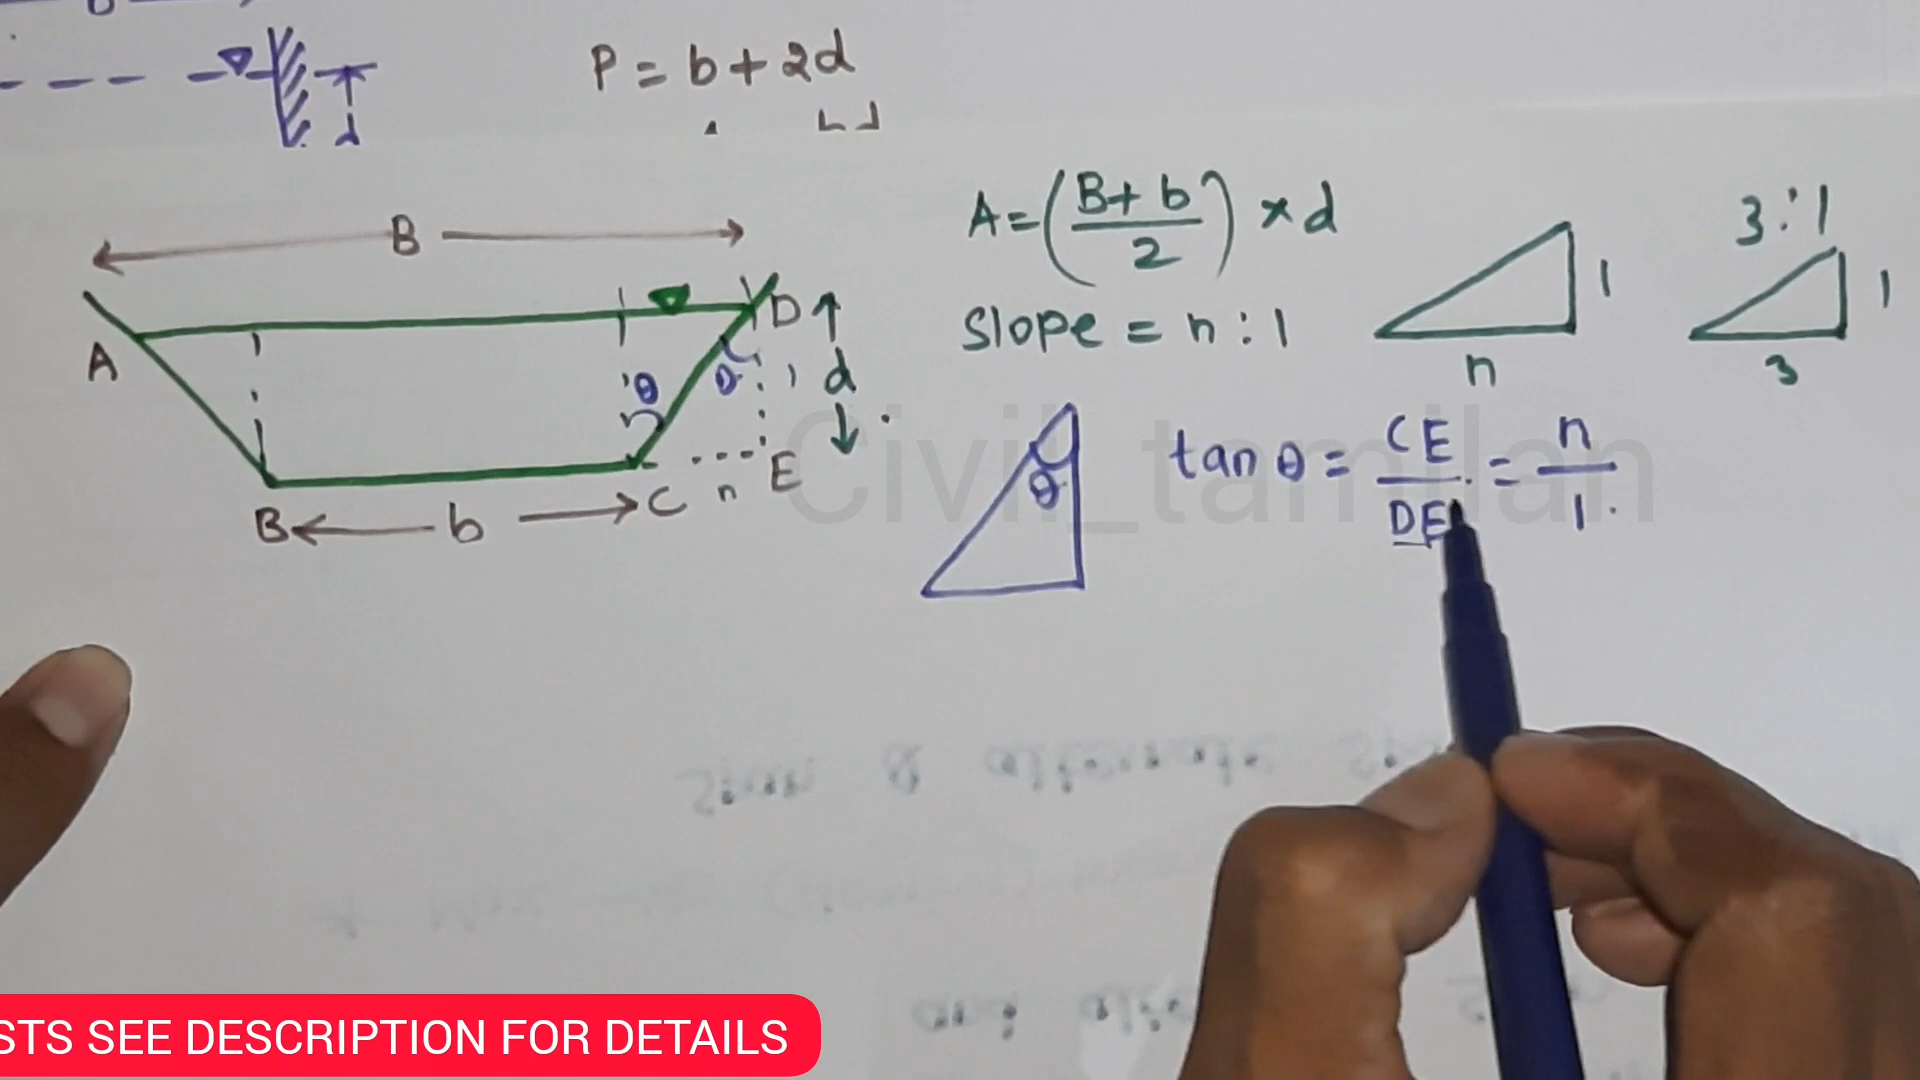 P = b + 2d
d
B
A = (B + b / 2) × d
3:1
Slope = n : 1
1
n
1
3
A
D
d
θ
θ
1
E
n
C
B
b
θ
tan θ = CE / DE = n / 1
Civil_tamilan
STS SEE DESCRIPTION FOR DETAILS